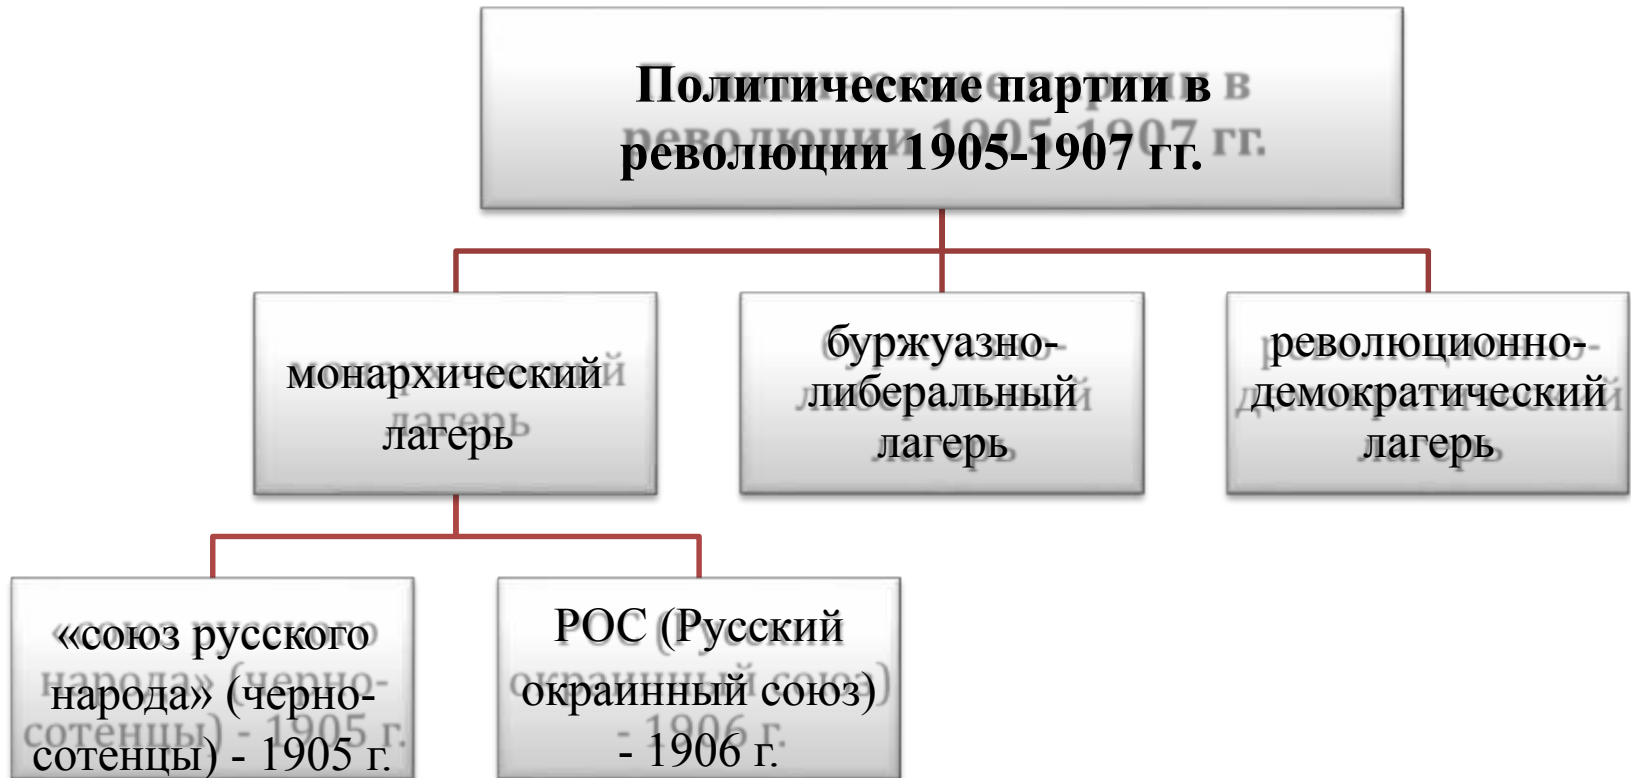 Политические партии в
революции 1905-1907 гг.
монархический
лагерь
буржуазно-
либеральный
лагерь
революционно-
демократический
лагерь
«союз русского
народа» (черно-
сотенцы) - 1905 г.
РОС (Русский
окраинный союз)
- 1906 г.